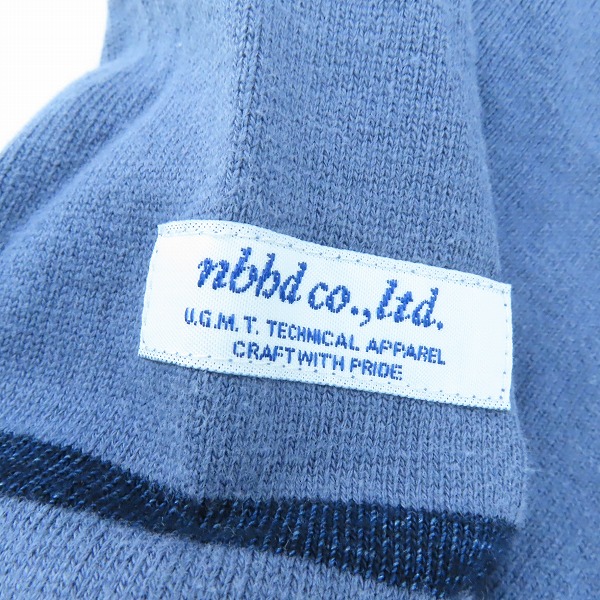 nbhd co., ltd.
U.G.M. T. TECHNICAL APPAREL
CRAFT WITH PRIDE